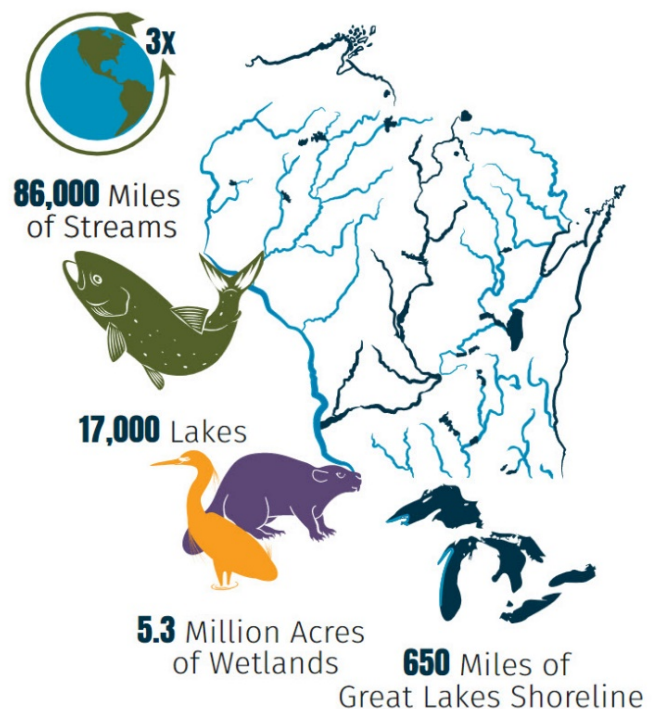 3x
86,000 Miles
of Streams
17,000 Lakes
5.3 Million Acres
of Wetlands
650 Miles of
Great Lakes Shoreline